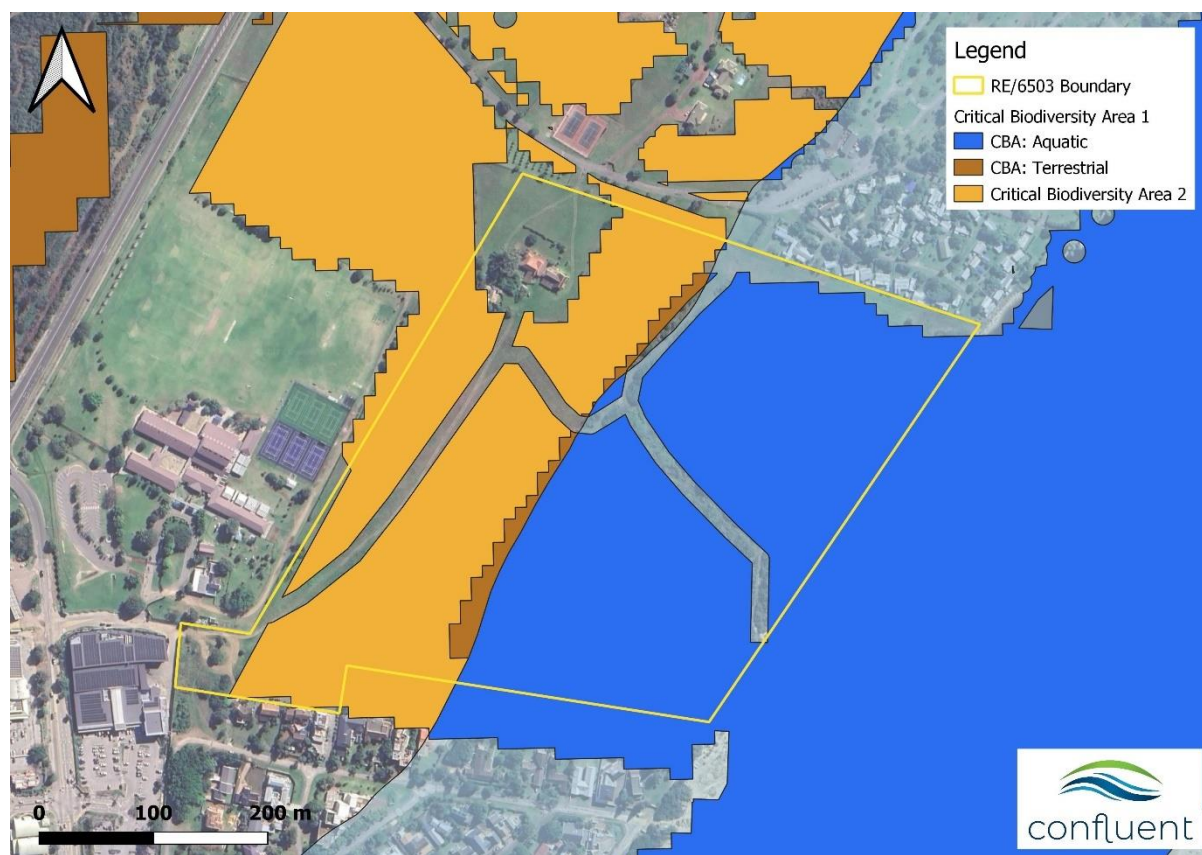 Legend
RE/6503 Boundary
Critical Biodiversity Area 1
CBA: Aquatic
CBA: Terrestrial
Critical Biodiversity Area 2
0 100 200 m
confluent